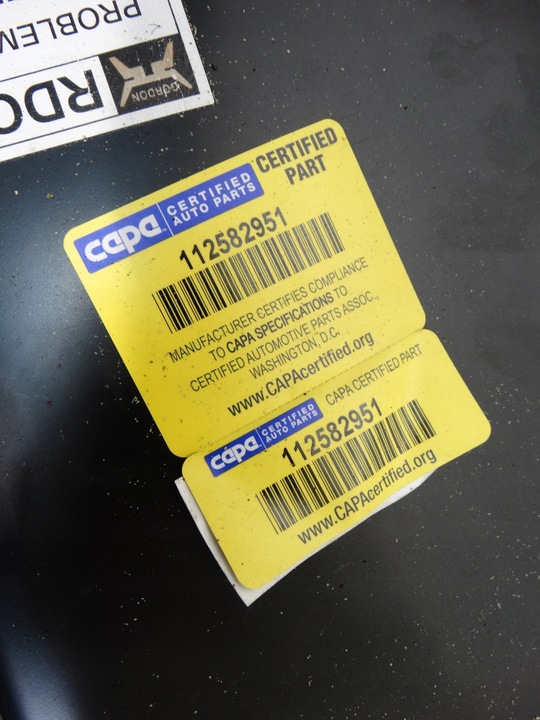 PROBLEM
RDO
GORDON
capa CERTIFIED
AUTO PARTS
CERTIFIED
PART
112582951
MANUFACTURER CERTIFIES COMPLIANCE
TO CAPA SPECIFICATIONS TO
CERTIFIED AUTOMOTIVE PARTS ASSOC.,
WASHINGTON, D.C.
www.CAPAcertified.org
capa CERTIFIED
AUTO PARTS
CAPA CERTIFIED PART
112582951
www.CAPAcertified.org